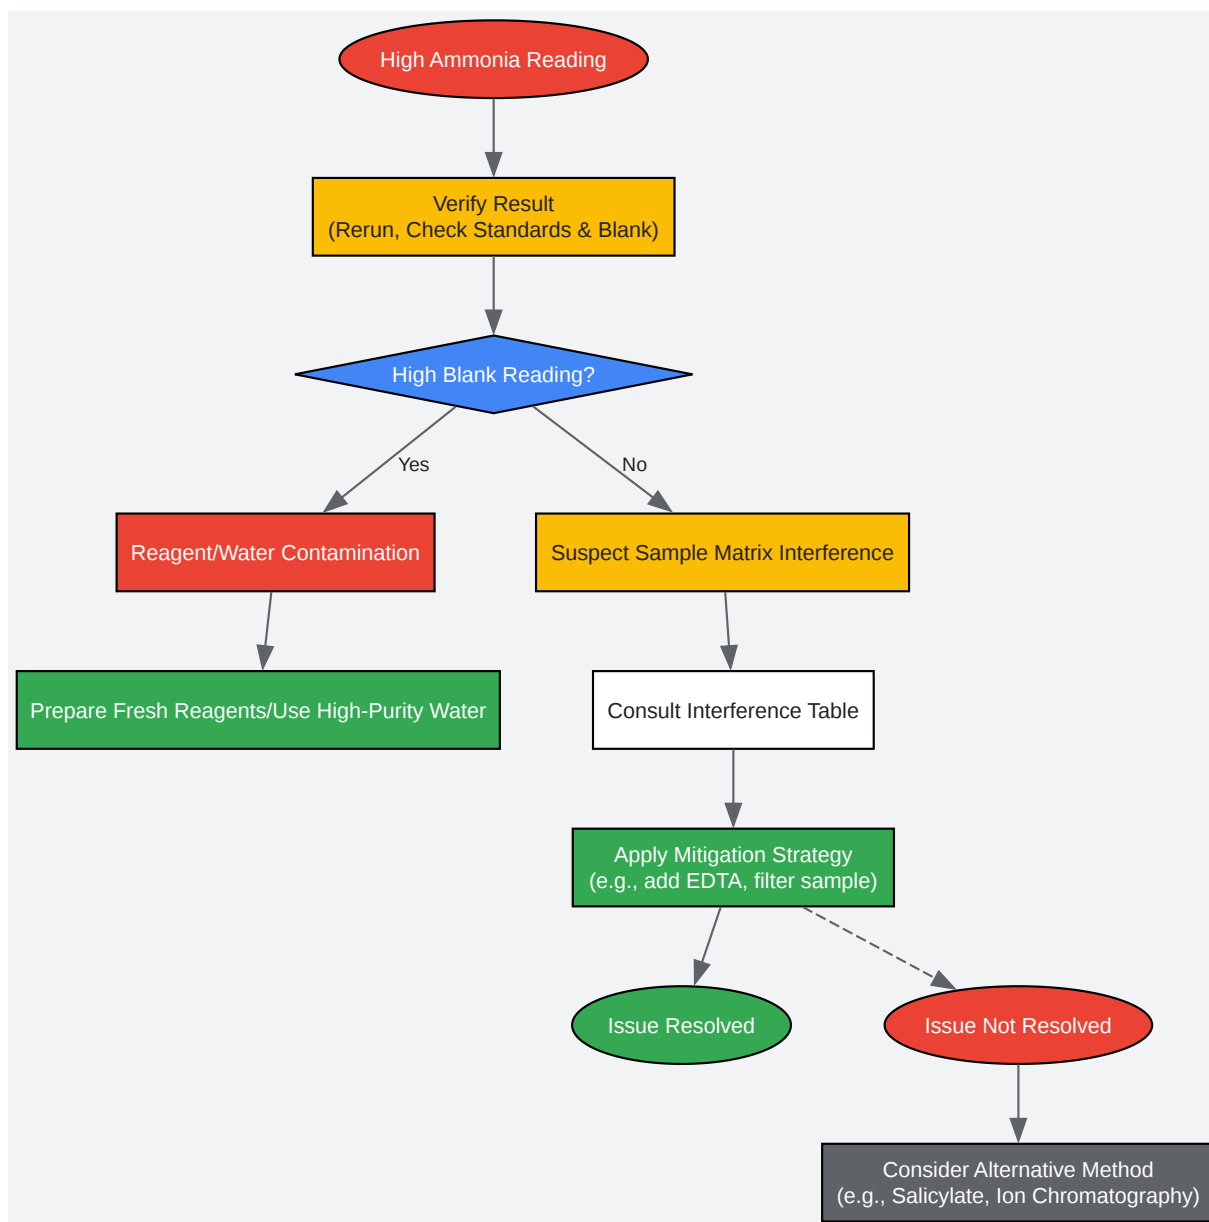 High Ammonia Reading
Verify Result
(Rerun, Check Standards & Blank)
High Blank Reading?
Yes
No
Reagent/Water Contamination
Suspect Sample Matrix Interference
Prepare Fresh Reagents/Use High-Purity Water
Consult Interference Table
Apply Mitigation Strategy
(e.g., add EDTA, filter sample)
Issue Resolved
Issue Not Resolved
Consider Alternative Method
(e.g., Salicylate, Ion Chromatography)